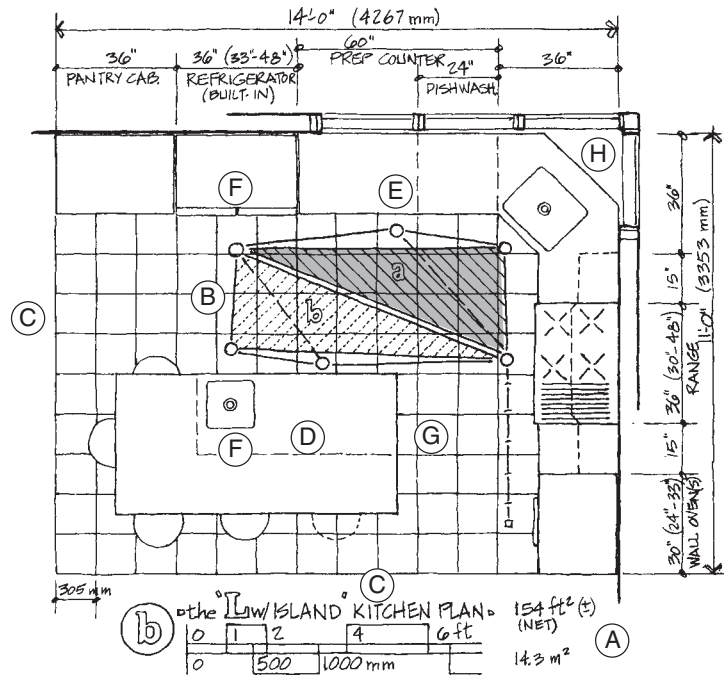 14'-0" (4267 mm)
60"
36" 36" (33"-48") PREP COUNTER 36"
PANTRY CAB. REFRIGERATOR 24"
(BUILT-IN) DISHWASH.
H
F E
36"
a
B 15"
C b
36" (30"-48")
RANGE
11'-0" (3353 mm)
F D G
15"
30" (24"-33")
WALL OVEN(S)
305 mm
C
b the "L w/ ISLAND" KITCHEN PLAN
154 ft² (±)
(NET)
0 1 2 4 6 ft
A
0 500 1000 mm
14.3 m²